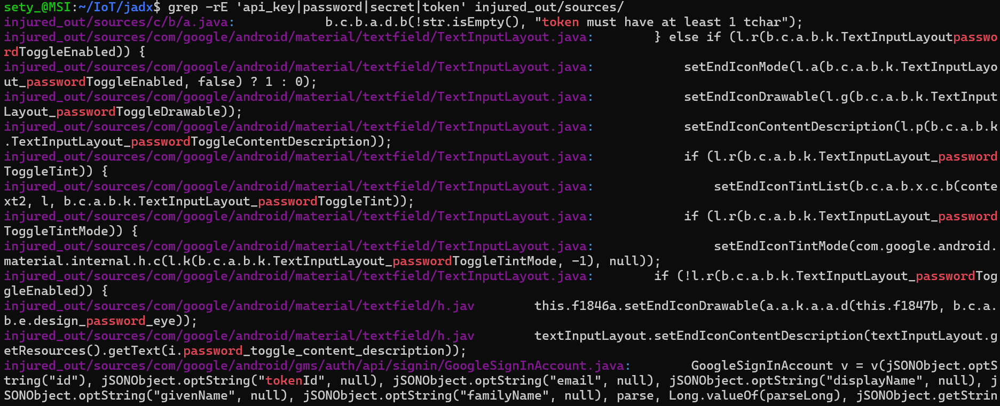 sety_@MSI:~/IoT/jadx$ grep -rE 'api_key|password|secret|token' injured_out/sources/
injured_out/sources/c/b/a.java:        b.c.b.a.d.b(!str.isEmpty(), "token must have at least 1 tchar");
injured_out/sources/com/google/android/material/textfield/TextInputLayout.java:        } else if (l.r(b.c.a.b.k.TextInputLayoutpasswo
rdToggleEnabled)) {
injured_out/sources/com/google/android/material/textfield/TextInputLayout.java:            setEndIconMode(l.a(b.c.a.b.k.TextInputLayo
ut_passwordToggleEnabled, false) ? 1 : 0);
injured_out/sources/com/google/android/material/textfield/TextInputLayout.java:            setEndIconDrawable(l.g(b.c.a.b.k.TextInput
Layout_passwordToggleDrawable));
injured_out/sources/com/google/android/material/textfield/TextInputLayout.java:            setEndIconContentDescription(l.p(b.c.a.b.k
.TextInputLayout_passwordToggleContentDescription));
injured_out/sources/com/google/android/material/textfield/TextInputLayout.java:            if (l.r(b.c.a.b.k.TextInputLayout_password
ToggleTint)) {
injured_out/sources/com/google/android/material/textfield/TextInputLayout.java:                setEndIconTintList(b.c.a.b.x.c.b(conte
xt2, l, b.c.a.b.k.TextInputLayout_passwordToggleTint));
injured_out/sources/com/google/android/material/textfield/TextInputLayout.java:            if (l.r(b.c.a.b.k.TextInputLayout_password
ToggleTintMode)) {
injured_out/sources/com/google/android/material/textfield/TextInputLayout.java:                setEndIconTintMode(com.google.android.
material.internal.h.c(l.k(b.c.a.b.k.TextInputLayout_passwordToggleTintMode, -1), null));
injured_out/sources/com/google/android/material/textfield/TextInputLayout.java:        if (!l.r(b.c.a.b.k.TextInputLayout_passwordTog
gleEnabled)) {
injured_out/sources/com/google/android/material/textfield/h.jav        this.f1846a.setEndIconDrawable(a.a.k.a.a.d(this.f1847b, b.c.a.
b.e.design_password_eye));
injured_out/sources/com/google/android/material/textfield/h.jav        textInputLayout.setEndIconContentDescription(textInputLayout.g
etResources().getText(i.password_toggle_content_description));
injured_out/sources/com/google/android/gms/auth/api/signin/GoogleSignInAccount.java:        GoogleSignInAccount v = v(jSONObject.optS
tring("id"), jSONObject.optString("tokenId", null), jSONObject.optString("email", null), jSONObject.optString("displayName", null), j
SONObject.optString("givenName", null), jSONObject.optString("familyName", null), parse, Long.valueOf(parseLong), jSONObject.getStrin